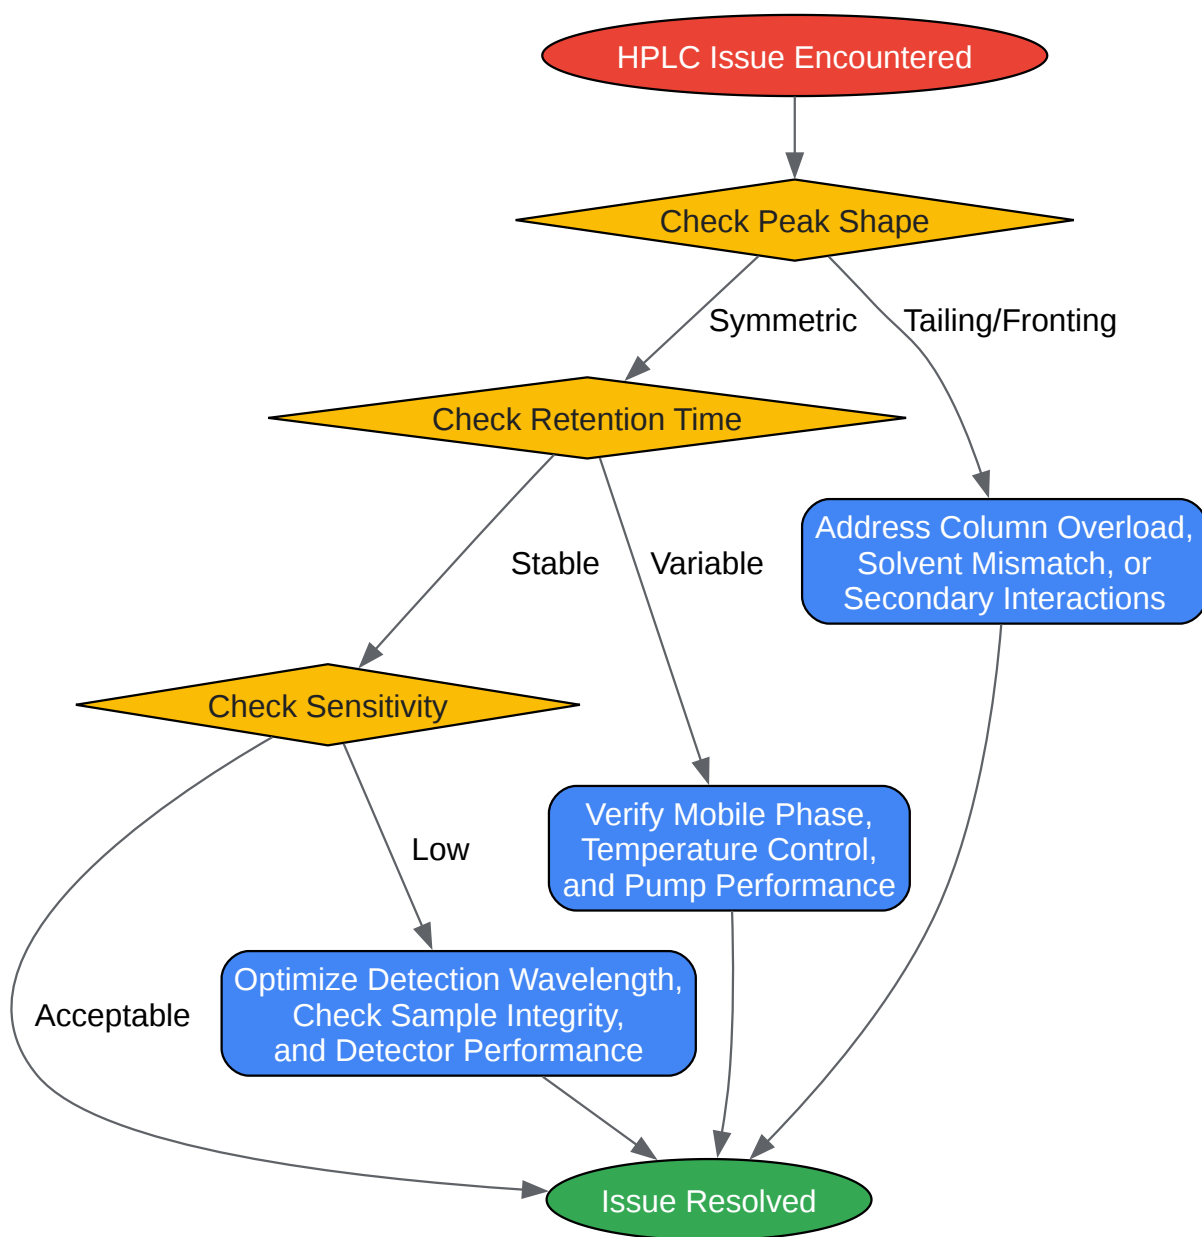 HPLC Issue Encountered
Check Peak Shape
Symmetric
Tailing/Fronting
Check Retention Time
Address Column Overload,
Solvent Mismatch, or
Secondary Interactions
Stable
Variable
Check Sensitivity
Verify Mobile Phase,
Temperature Control,
and Pump Performance
Low
Optimize Detection Wavelength,
Check Sample Integrity,
and Detector Performance
Acceptable
Issue Resolved